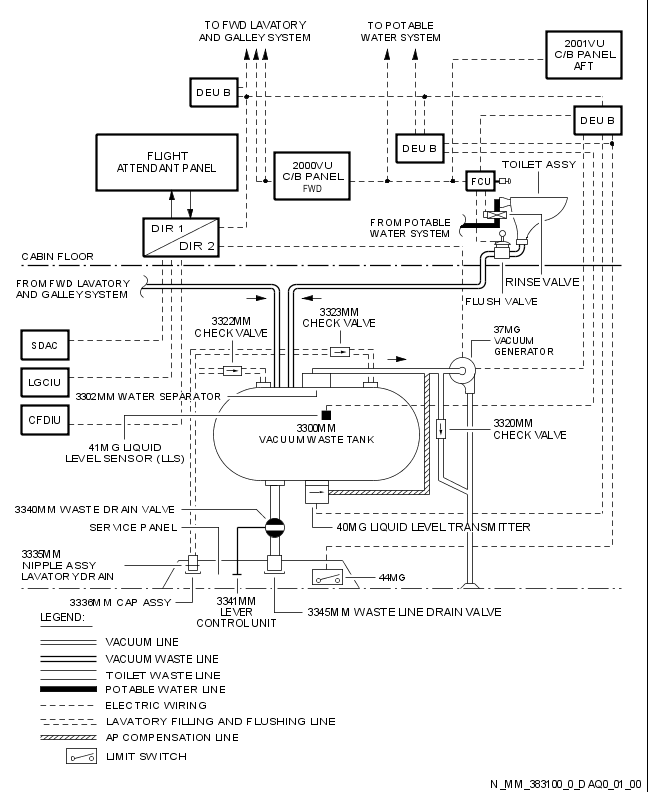 TO FWD LAVATORY
AND GALLEY SYSTEM
TO POTABLE
WATER SYSTEM
2001VU
C/B PANEL
AFT
DEU B
DEU B
DEU B
FLIGHT
ATTENDANT PANEL
2000VU
C/B PANEL
FWD
TOILET ASSY
FCU
FROM POTABLE
WATER SYSTEM
DIR 1
DIR 2
CABIN FLOOR
RINSE VALVE
FLUSH VALVE
FROM FWD LAVATORY
AND GALLEY SYSTEM
3322MM
CHECK VALVE
3323MM
CHECK VALVE
37MG
VACUUM
GENERATOR
SDAC
LGCIU
CFDIU
3302MM WATER SEPARATOR
3300MM
VACUUM WASTE TANK
3320MM
CHECK VALVE
41MG LIQUID
LEVEL SENSOR (LLS)
3340MM WASTE DRAIN VALVE
SERVICE PANEL
40MG LIQUID LEVEL TRANSMITTER
3335MM
NIPPLE ASSY
LAVATORY DRAIN
44MG
3336MM CAP ASSY
3341MM
LEVER
CONTROL UNIT
3345MM WASTE LINE DRAIN VALVE
LEGEND:
VACUUM LINE
VACUUM WASTE LINE
TOILET WASTE LINE
POTABLE WATER LINE
ELECTRIC WIRING
LAVATORY FILLING AND FLUSHING LINE
AP COMPENSATION LINE
LIMIT SWITCH
N_MM_383100_0_DAQ0_01_00